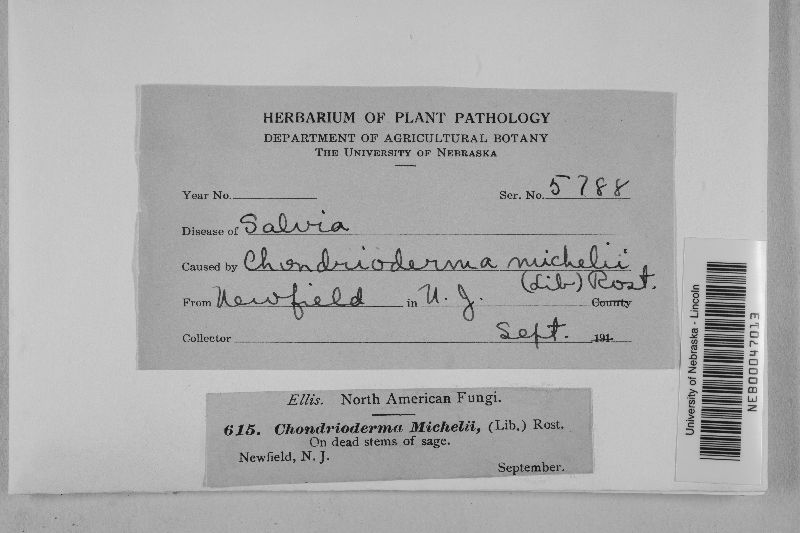 HERBARIUM OF PLANT PATHOLOGY
DEPARTMENT OF AGRICULTURAL BOTANY
THE UNIVERSITY OF NEBRASKA
Year No. Ser. No. 5788
Disease of Salvia
Caused by Chondrioderma michelii
(Lib) Rost.
From Newfield in N. J. County
Collector Sept. 191
Ellis. North American Fungi.
615. Chondrioderma Michelii, (Lib.) Rost.
On dead stems of sage.
Newfield, N. J.
September.
University of Nebraska - Lincoln
NEB00047013